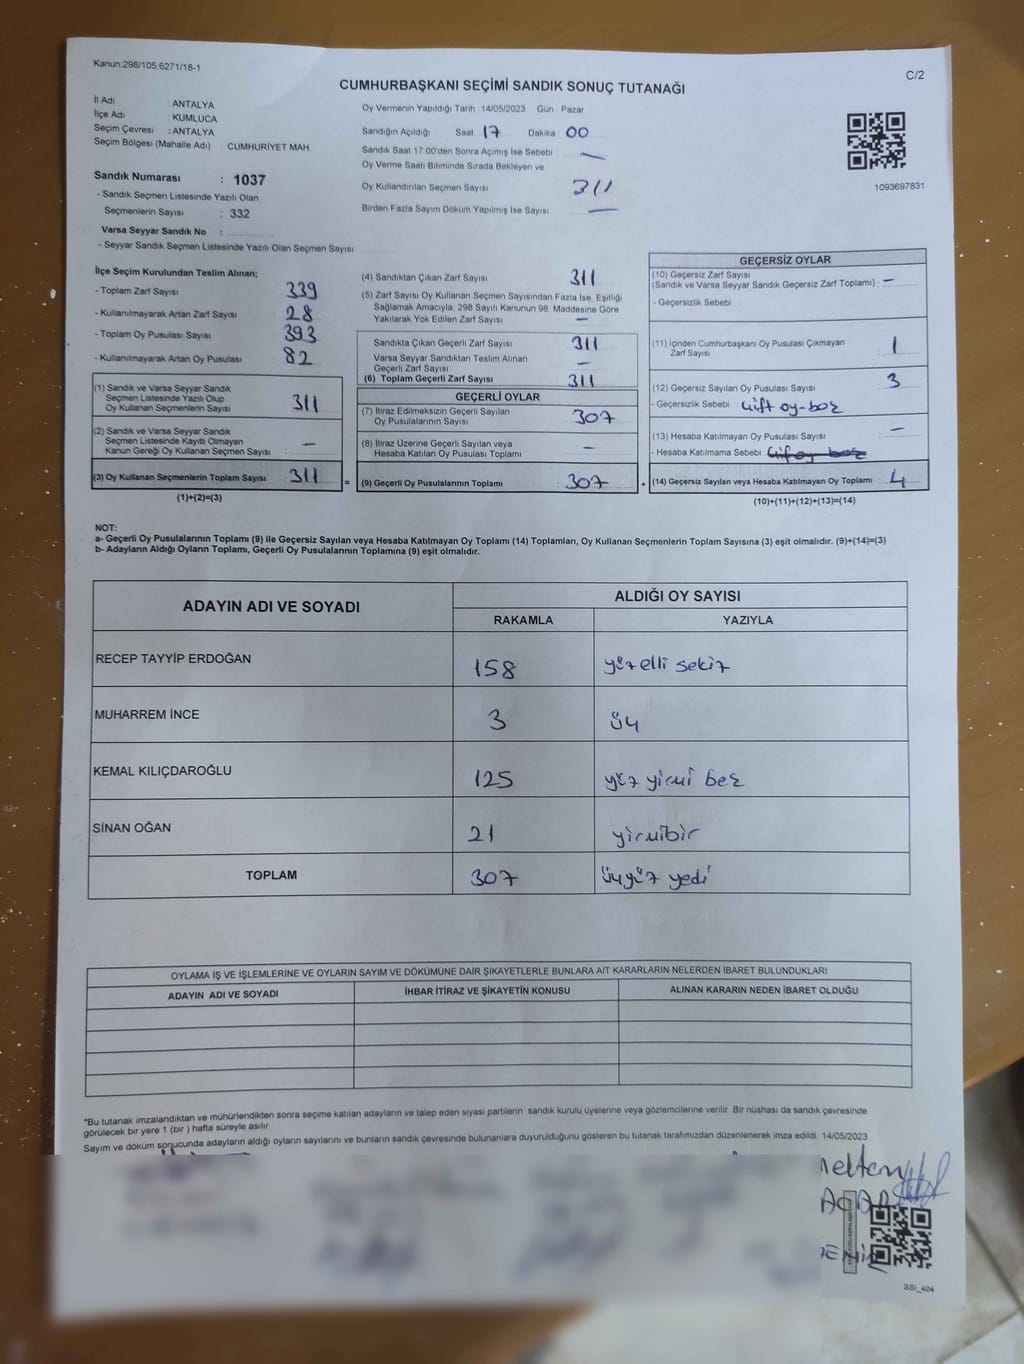 Kanun:298/105;6271/18-1
C/2
CUMHURBAŞKANI SEÇİMİ SANDIK SONUÇ TUTANAĞI
İl Adı : ANTALYA
İlçe Adı : KUMLUCA
Seçim Çevresi : ANTALYA
Seçim Bölgesi (Mahalle Adı) : CUMHURİYET MAH
Sandık Numarası : 1037
- Sandık Seçmen Listesinde Yazılı Olan
Seçmenlerin Sayısı : 332
Varsa Seyyar Sandık No :
- Seyyar Sandık Seçmen Listesinde Yazılı Olan Seçmen Sayısı
Oy Vermenin Yapıldığı Tarih 14/05/2023 Gün Pazar
Sandığın Açıldığı Saat 17 Dakika 00
Sandık Saat 17:00'den Sonra Açımış İse Sebebi : —
Oy Verme Saati Bitiminde Sırada Bekleyen ve
Oy Kullandırılan Seçmen Sayısı 311
Birden Fazla Sayım Döküm Yapılmış İse Sayısı —
1093697831
İlçe Seçim Kurulundan Teslim Alınan;
- Toplam Zarf Sayısı 339
- Kullanılmayarak Artan Zarf Sayısı 28
- Toplam Oy Pusulası Sayısı 393
- Kullanılmayarak Artan Oy Pusulası 82
(1) Sandık ve Varsa Seyyar Sandık
Seçmen Listesinde Yazılı Olup
Oy Kullanan Seçmenlerin Sayısı 311
(2) Sandık ve Varsa Seyyar Sandık
Seçmen Listesinde Kayıtlı Olmayan
Kanun Gereği Oy Kullanan Seçmen Sayısı —
(3) Oy Kullanan Seçmenlerin Toplam Sayısı 311 =
(1)+(2)=(3)
(4) Sandıktan Çıkan Zarf Sayısı 311
(5) Zarf Sayısı Oy Kullanan Seçmen Sayısından Fazla İse, Eşitliği
Sağlamak Amacıyla, 298 Sayılı Kanunun 98. Maddesine Göre
Yakılarak Yok Edilen Zarf Sayısı —
Sandıkta Çıkan Geçerli Zarf Sayısı 311
Varsa Seyyar Sandıktan Teslim Alınan
Geçerli Zarf Sayısı —
(6) Toplam Geçerli Zarf Sayısı 311
GEÇERLİ OYLAR
(7) İtiraz Edilmeksizin Geçerli Sayılan
Oy Pusulalarının Sayısı 307
(8) İtiraz Üzerine Geçerli Sayılan veya
Hesaba Katılan Oy Pusulası Toplamı —
(9) Geçerli Oy Pusulalarının Toplamı 307 +
GEÇERSİZ OYLAR
(10) Geçersiz Zarf Sayısı
(Sandık ve Varsa Seyyar Sandık Geçersiz Zarf Toplamı) : —
- Geçersizlik Sebebi
(11) İçinden Cumhurbaşkanı Oy Pusulası Çıkmayan
Zarf Sayısı 1
(12) Geçersiz Sayılan Oy Pusulası Sayısı 3
- Geçersizlik Sebebi : çift oy-boş
(13) Hesaba Katılmayan Oy Pusulası Sayısı —
- Hesaba Katılmama Sebebi :
(14) Geçersiz Sayılan veya Hesaba Katılmayan Oy Toplamı : 4
(10)+(11)+(12)+(13)=(14)
NOT:
a- Geçerli Oy Pusulalarının Toplamı (9) ile Geçersiz Sayılan veya Hesaba Katılmayan Oy Toplamı (14) Toplamları, Oy Kullanan Seçmenlerin Toplam Sayısına (3) eşit olmalıdır. (9)+(14)=(3)
b- Adayların Aldığı Oyların Toplamı, Geçerli Oy Pusulalarının Toplamına (9) eşit olmalıdır.
ADAYIN ADI VE SOYADI
ALDIĞI OY SAYISI
RAKAMLA YAZIYLA
RECEP TAYYİP ERDOĞAN 158 yüz elli sekiz
MUHARREM İNCE 3 üç
KEMAL KILIÇDAROĞLU 125 yüz yirmi beş
SİNAN OĞAN 21 yirmibir
TOPLAM 307 üçyüz yedi
OYLAMA İŞ VE İŞLEMLERİNE VE OYLARIN SAYIM VE DÖKÜMÜNE DAİR ŞİKAYETLERLE BUNLARA AİT KARARLARIN NELERDEN İBARET BULUNDUKLARI
ADAYIN ADI VE SOYADI İHBAR İTİRAZ VE ŞİKAYETİN KONUSU ALINAN KARARIN NEDEN İBARET OLDUĞU
*Bu tutanak imzalandıktan ve mühürlendikten sonra seçime katılan adayların ve talep eden siyasi partilerin sandık kurulu üyelerine veya gözlemcilerine verilir. Bir nüshası da sandık çevresinde
görülecek bir yere 1 (bir ) hafta süreyle asılır.
Sayım ve döküm sonucunda adayların aldığı oyların sayılarını ve bunların sandık çevresinde bulunanlara duyurulduğunu gösteren bu tutanak tarafımızdan düzenlenerek imza edildi. 14/05/2023
SSİ_404